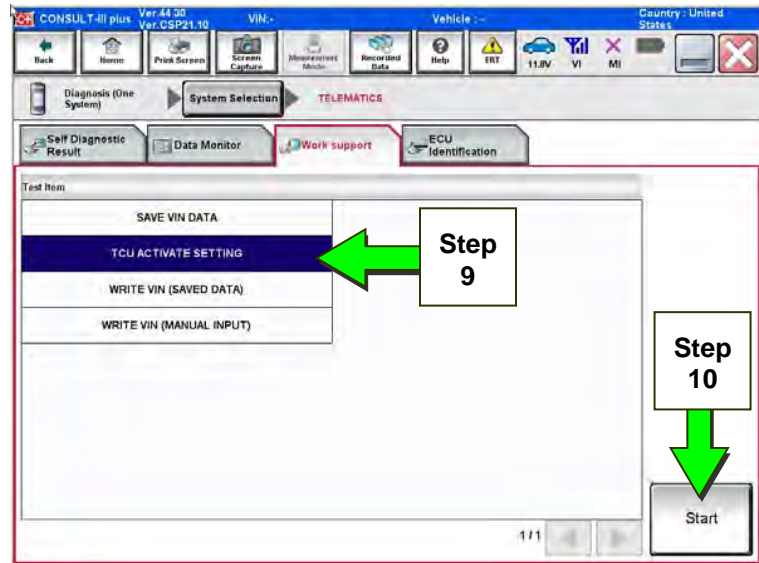 CONSULT-III plus Ver.44.30 VIN:- Vehicle : - Country : United
Ver.CSP21.10 States
Back Home Print Screen Screen Capture Measurement Mode Recorded Data Help ERT 11.8V VI MI
Diagnosis (One System) System Selection TELEMATICS
Self Diagnostic Result Data Monitor Work support ECU Identification
Test Item
SAVE VIN DATA
TCU ACTIVATE SETTING
WRITE VIN (SAVED DATA)
WRITE VIN (MANUAL INPUT)
Step
9
Step
10
Start
1/1